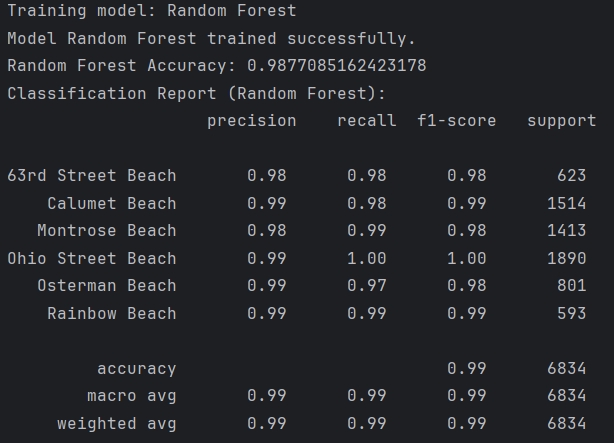 Training model: Random Forest
Model Random Forest trained successfully.
Random Forest Accuracy: 0.9877085162423178
Classification Report (Random Forest):
precision recall f1-score support
63rd Street Beach 0.98 0.98 0.98 623
Calumet Beach 0.99 0.98 0.99 1514
Montrose Beach 0.98 0.99 0.98 1413
Ohio Street Beach 0.99 1.00 1.00 1890
Osterman Beach 0.99 0.97 0.98 801
Rainbow Beach 0.99 0.99 0.99 593
accuracy 0.99 6834
macro avg 0.99 0.99 0.99 6834
weighted avg 0.99 0.99 0.99 6834